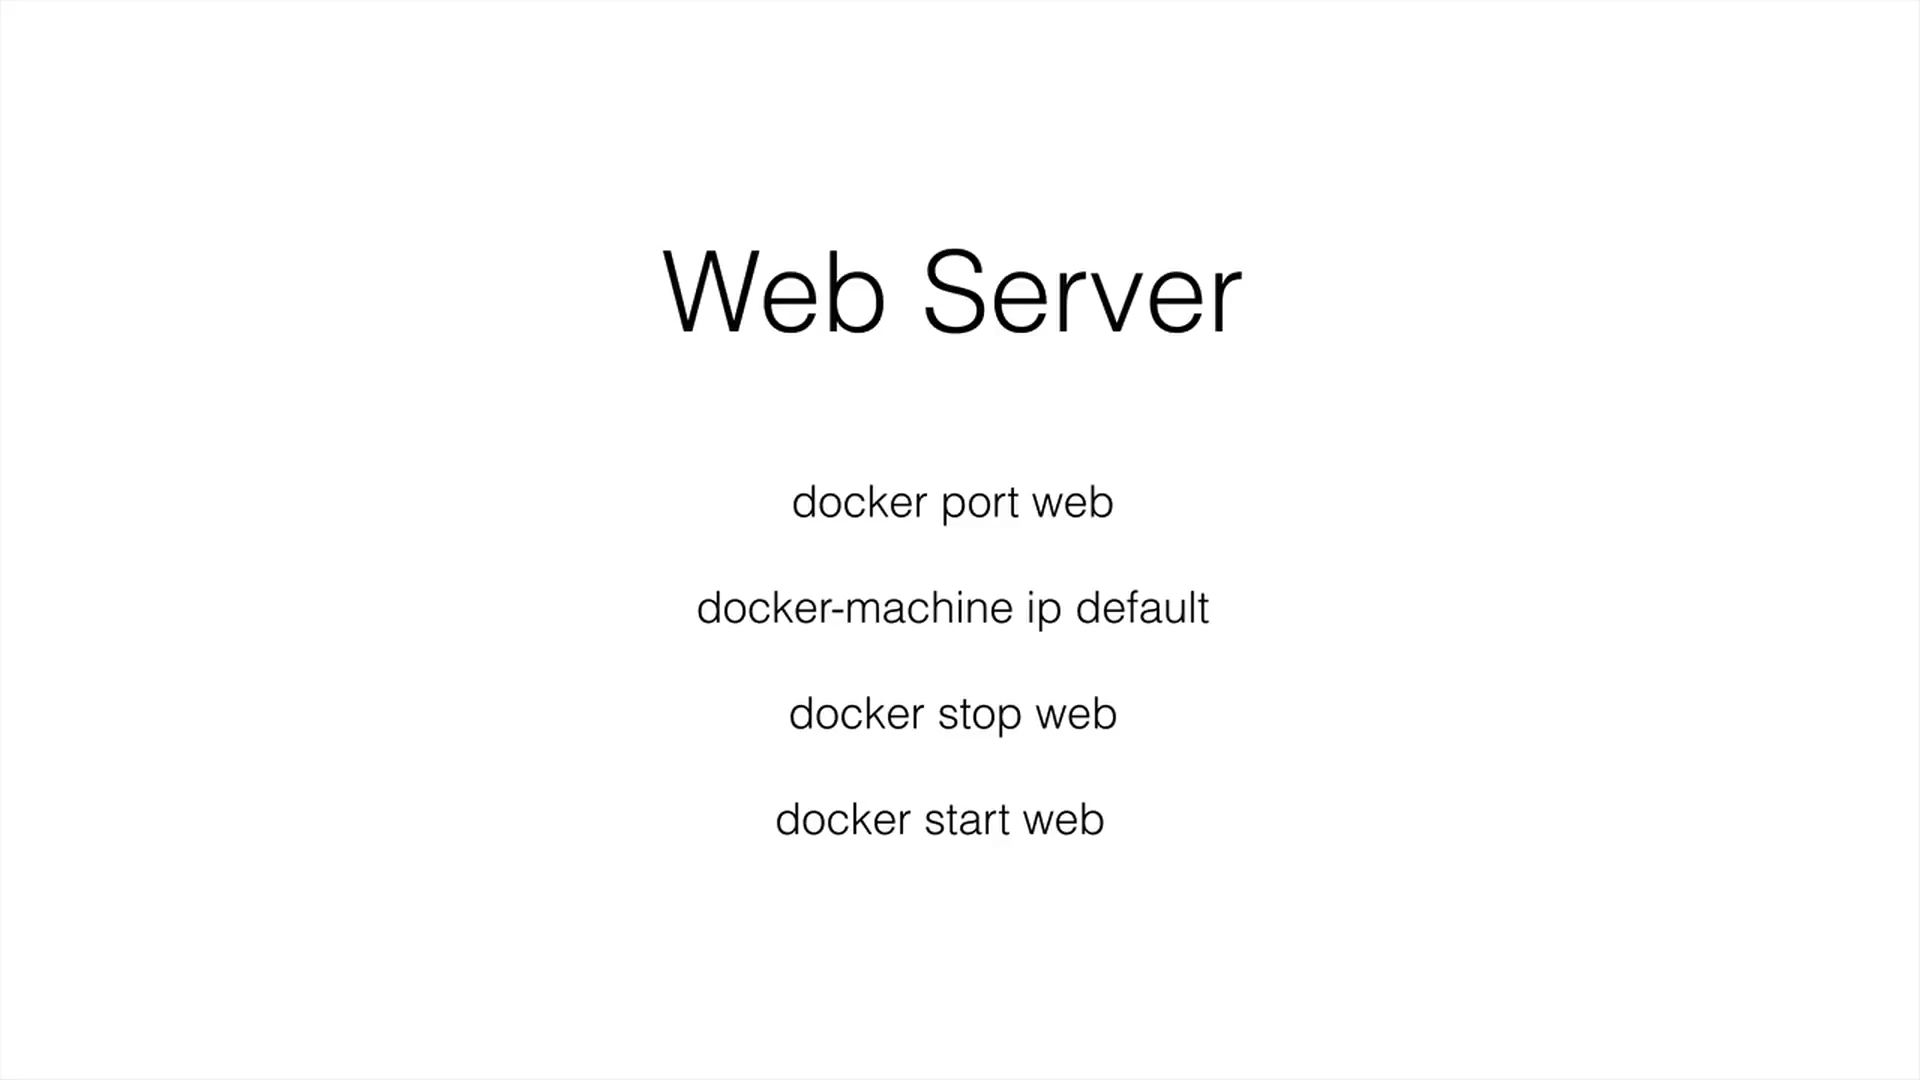 Web Server
docker port web
docker-machine ip default
docker stop web
docker start web